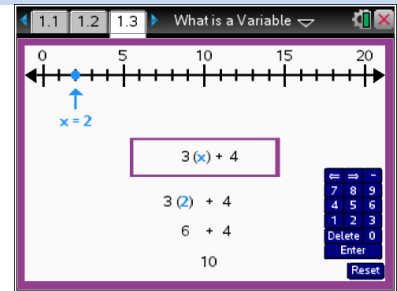 1.1 1.2 1.3 What is a Variable
0 5 10 15 20
x = 2
3(x) + 4
3(2) + 4
6 + 4
10
⇐ ⇒ -
7 8 9
4 5 6
1 2 3
Delete 0
Enter
Reset